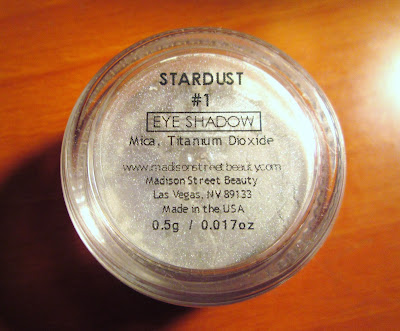 STARDUST
#1
EYE SHADOW
Mica, Titanium Dioxide
www.madisonstreetbeauty.com
Madison Street Beauty
Las Vegas, NV 89133
Made in the USA
0.5g / 0.017oz